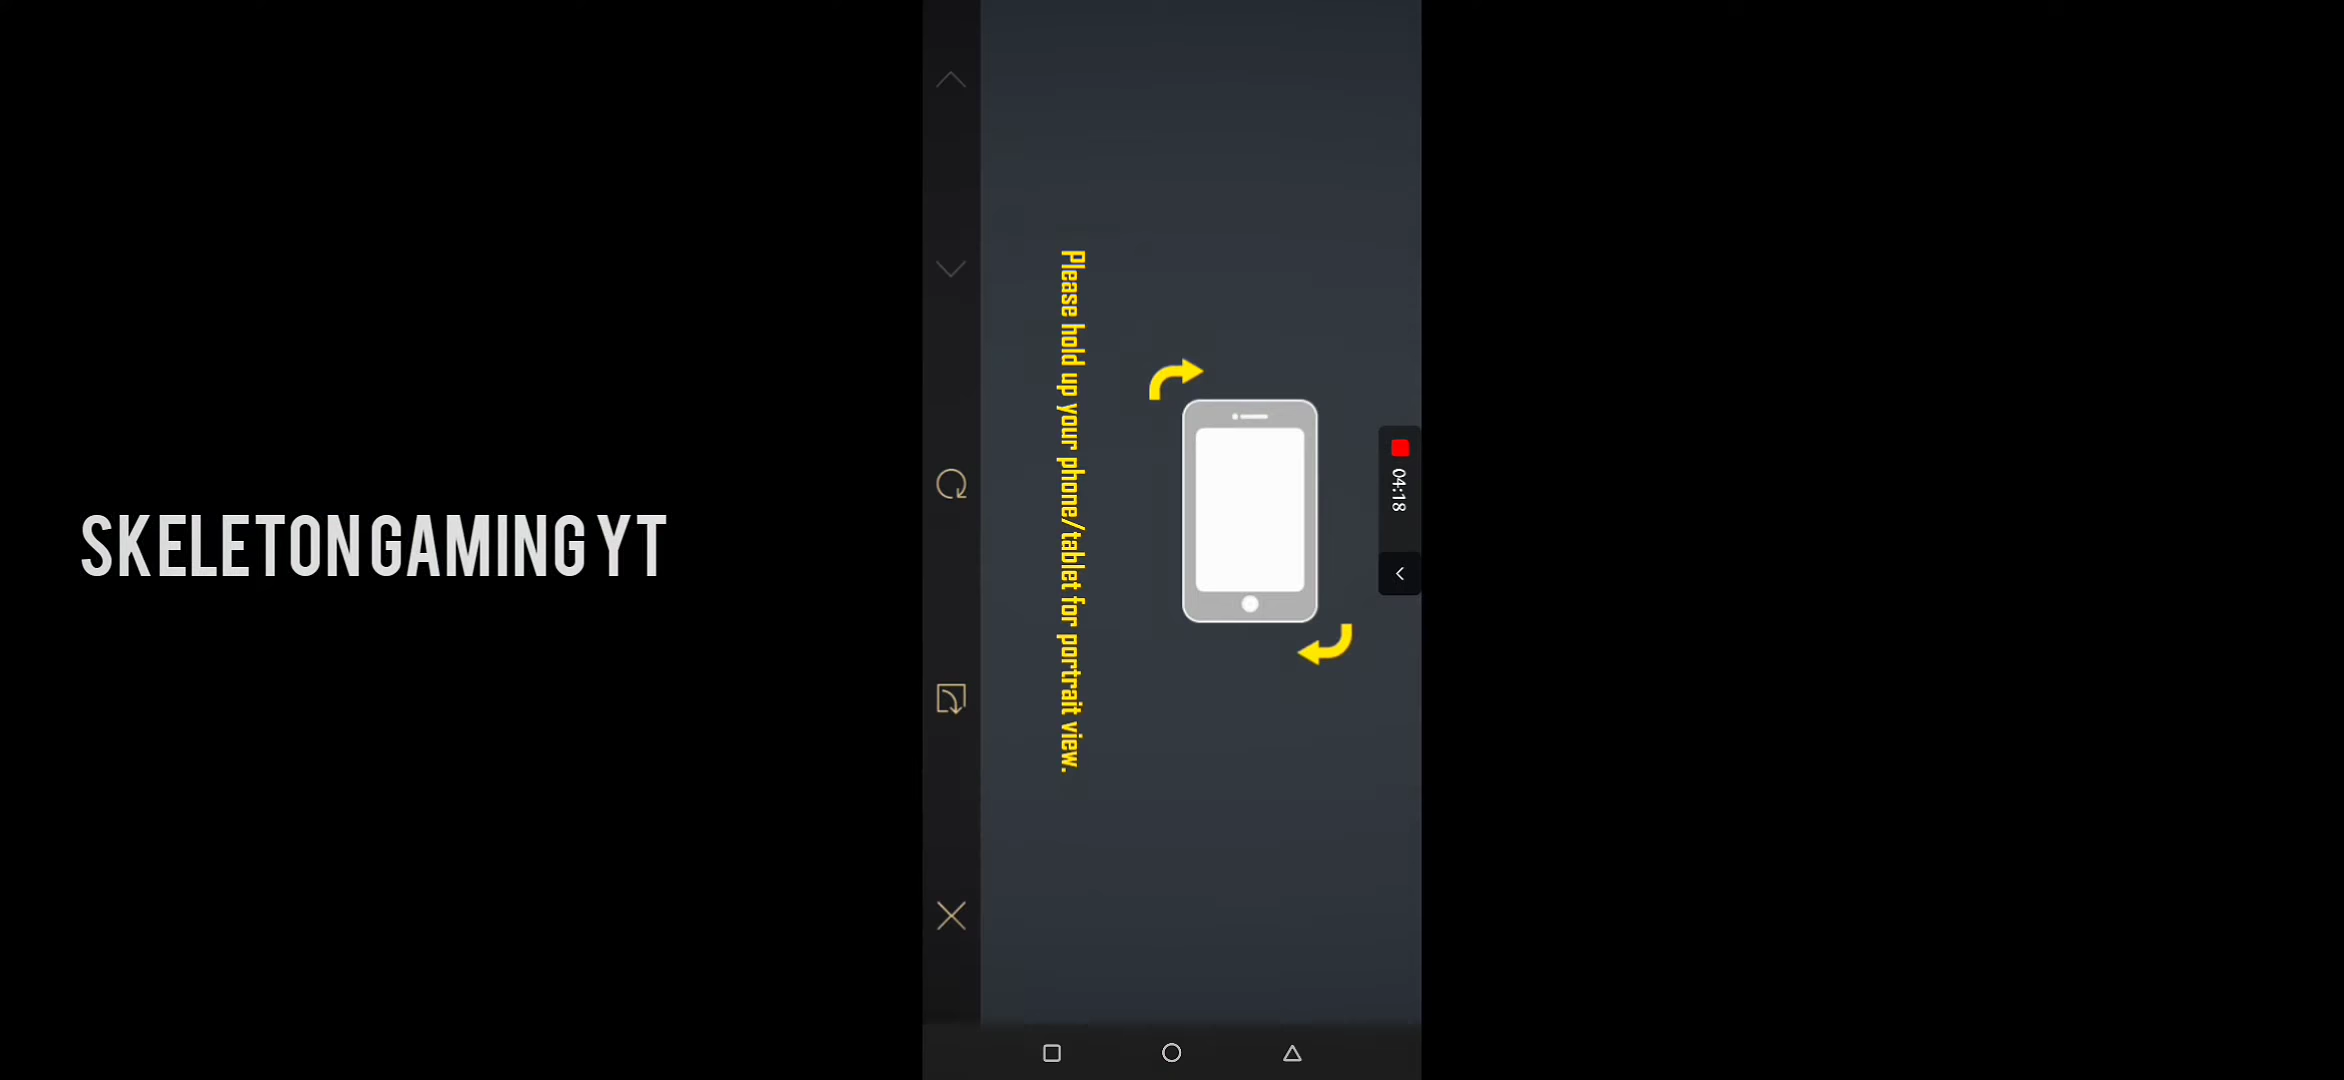 SKELETON GAMING YT
Please hold up your phone/tablet for portrait view.
04:18